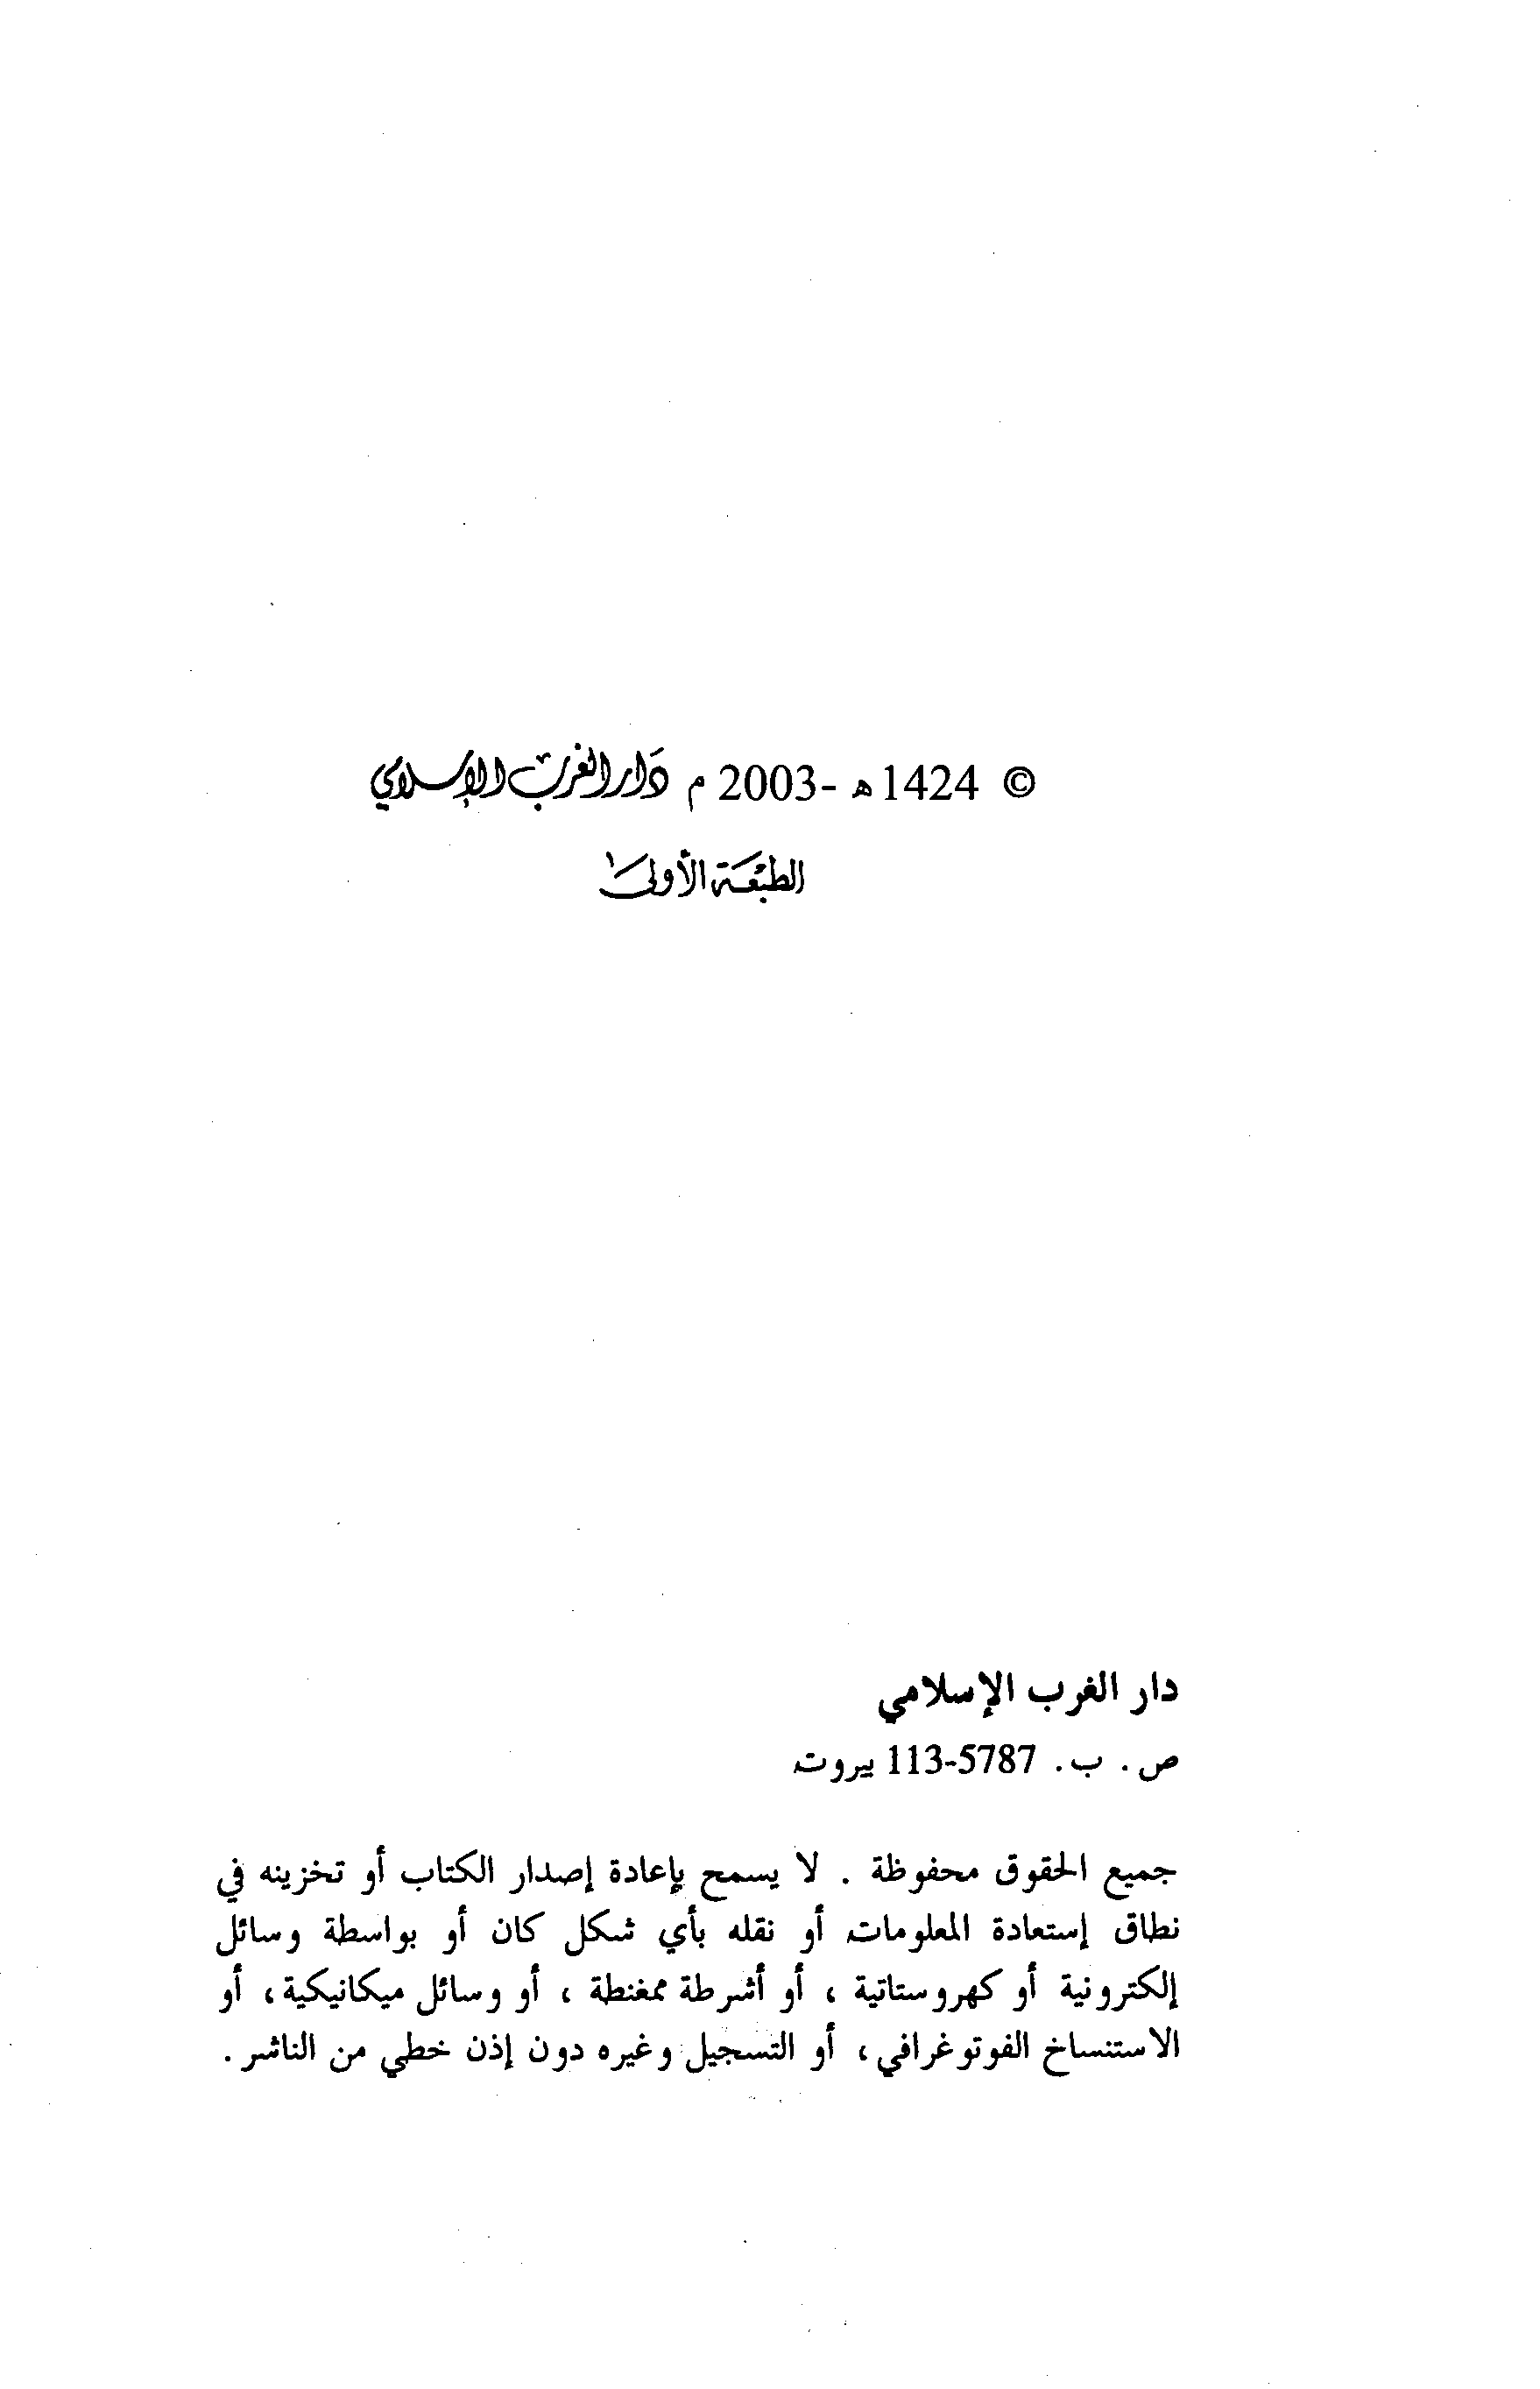 © 1424 هـ -2003 م دار الغرب الإسلامي
الطبعة الأولى
دار الغرب الإسلامي
ص . ب . 5787-113 بيروت
جميع الحقوق محفوظة . لا يسمح بإعادة إصدار الكتاب أو تخزينه في
نطاق إستعادة المعلومات أو نقله بأي شكل كان أو بواسطة وسائل
إلكترونية أو كهروستاتية ، أو أشرطة ممغنطة ، أو وسائل ميكانيكية ، أو
الاستنساخ الفوتوغرافي ، أو التسجيل وغيره دون إذن خطي من الناشر .